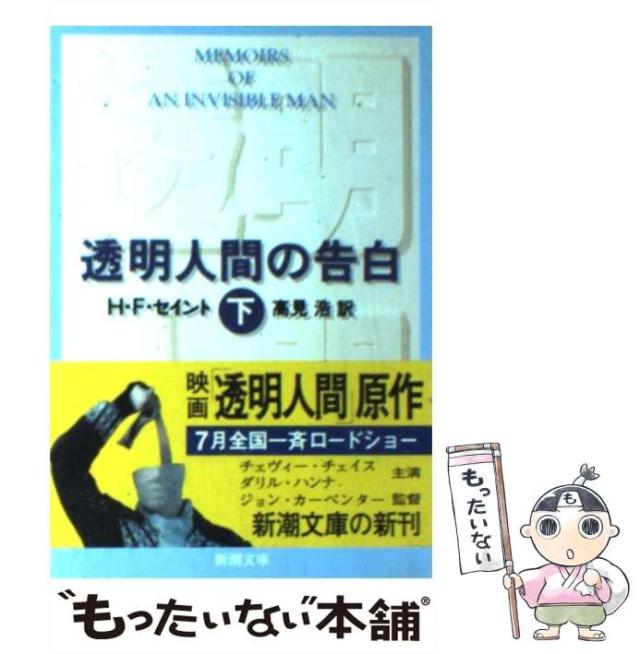 MEMOIRS
OF
AN INVISIBLE MAN
透明人間の告白
H・F・セイント 下 高見 浩 訳
映画「透明人間」原作
7月全国一斉ロードショー
チェヴィー・チェイス
ダリル・ハンナ 主演
ジョン・カーペンター 監督
新潮文庫の新刊
新潮文庫
"もったいない"本舗®
もったいない
も